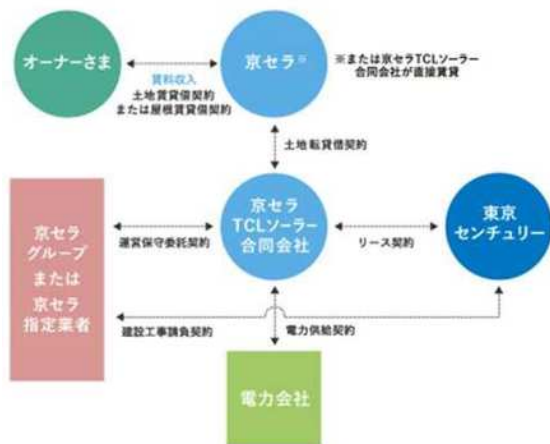 オーナーさま
賃料収入
土地賃貸借契約
または屋根賃貸借契約
京セラ※
※または京セラTCLソーラー
合同会社が直接賃貸
土地転貸借契約
京セラ
グループ
または
京セラ
指定業者
運営保守委託契約
京セラ
TCLソーラー
合同会社
リース契約
東京
センチュリー
建設工事請負契約
電力供給契約
電力会社